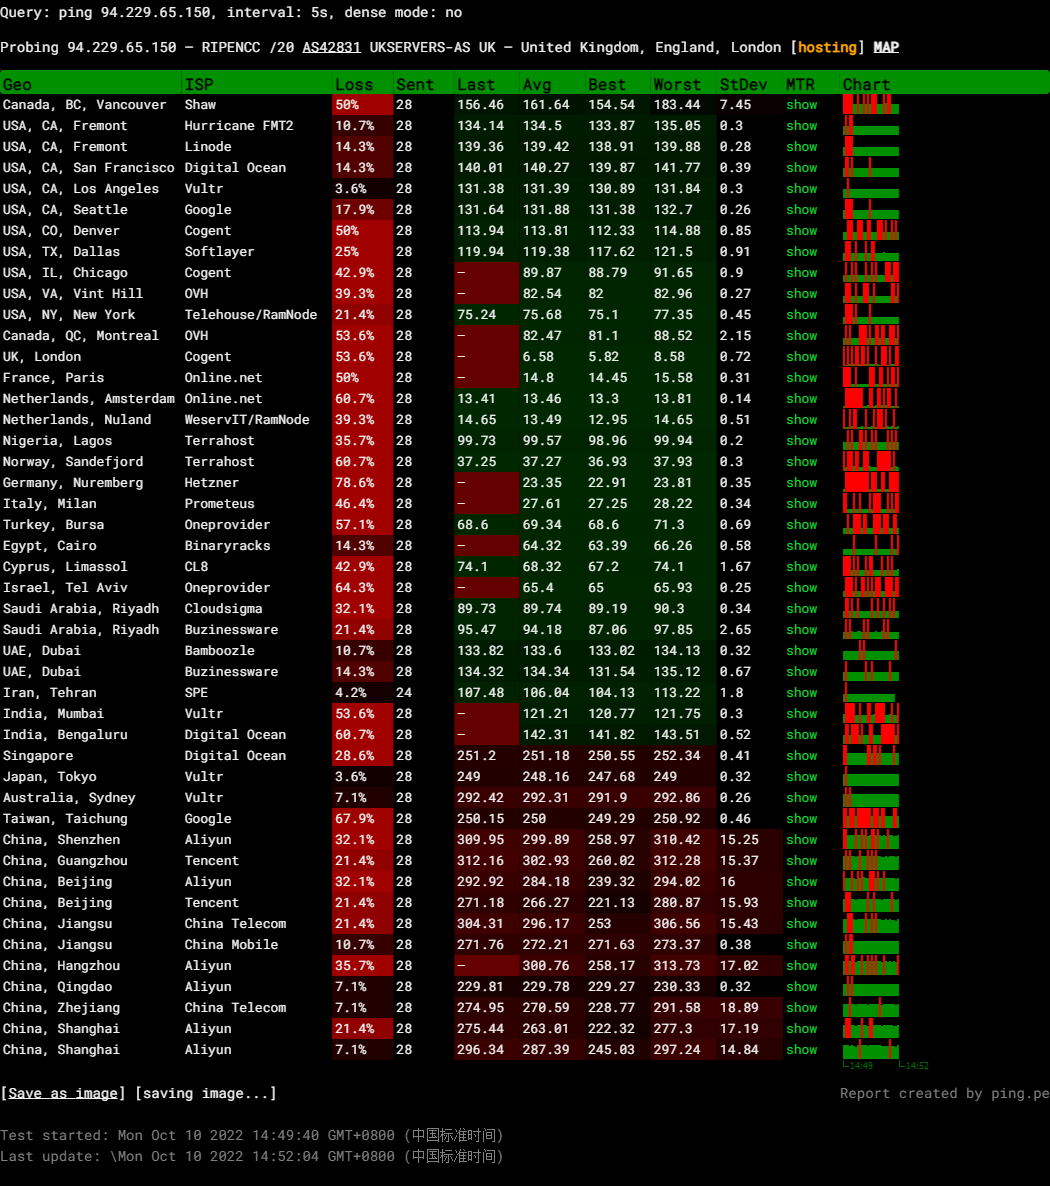 Query: ping 94.229.65.150, interval: 5s, dense mode: no
Probing 94.229.65.150 — RIPENCC /20 AS42831 UKSERVERS-AS UK — United Kingdom, England, London [hosting] MAP
Geo ISP Loss Sent Last Avg Best Worst StDev MTR Chart
Canada, BC, Vancouver Shaw 50% 28 156.46 161.64 154.54 183.44 7.45 show
USA, CA, Fremont Hurricane FMT2 10.7% 28 134.14 134.5 133.87 135.05 0.3 show
USA, CA, Fremont Linode 14.3% 28 139.36 139.42 138.91 139.88 0.28 show
USA, CA, San Francisco Digital Ocean 14.3% 28 140.01 140.27 139.87 141.77 0.39 show
USA, CA, Los Angeles Vultr 3.6% 28 131.38 131.39 130.89 131.84 0.3 show
USA, CA, Seattle Google 17.9% 28 131.64 131.88 131.38 132.7 0.26 show
USA, CO, Denver Cogent 50% 28 113.94 113.81 112.33 114.88 0.85 show
USA, TX, Dallas Softlayer 25% 28 119.94 119.38 117.62 121.5 0.91 show
USA, IL, Chicago Cogent 42.9% 28 – 89.87 88.79 91.65 0.9 show
USA, VA, Vint Hill OVH 39.3% 28 – 82.54 82 82.96 0.27 show
USA, NY, New York Telehouse/RamNode 21.4% 28 75.24 75.68 75.1 77.35 0.45 show
Canada, QC, Montreal OVH 53.6% 28 – 82.47 81.1 88.52 2.15 show
UK, London Cogent 53.6% 28 – 6.58 5.82 8.58 0.72 show
France, Paris Online.net 50% 28 – 14.8 14.45 15.58 0.31 show
Netherlands, Amsterdam Online.net 60.7% 28 13.41 13.46 13.3 13.81 0.14 show
Netherlands, Nuland WeservIT/RamNode 39.3% 28 14.65 13.49 12.95 14.65 0.51 show
Nigeria, Lagos Terrahost 35.7% 28 99.73 99.57 98.96 99.94 0.2 show
Norway, Sandefjord Terrahost 60.7% 28 37.25 37.27 36.93 37.93 0.3 show
Germany, Nuremberg Hetzner 78.6% 28 – 23.35 22.91 23.81 0.35 show
Italy, Milan Prometeus 46.4% 28 – 27.61 27.25 28.22 0.34 show
Turkey, Bursa Oneprovider 57.1% 28 68.6 69.34 68.6 71.3 0.69 show
Egypt, Cairo Binaryracks 14.3% 28 – 64.32 63.39 66.26 0.58 show
Cyprus, Limassol CL8 42.9% 28 74.1 68.32 67.2 74.1 1.67 show
Israel, Tel Aviv Oneprovider 64.3% 28 – 65.4 65 65.93 0.25 show
Saudi Arabia, Riyadh Cloudsigma 32.1% 28 89.73 89.74 89.19 90.3 0.34 show
Saudi Arabia, Riyadh Buzinessware 21.4% 28 95.47 94.18 87.06 97.85 2.65 show
UAE, Dubai Bamboozle 10.7% 28 133.82 133.6 133.02 134.13 0.32 show
UAE, Dubai Buzinessware 14.3% 28 134.32 134.34 131.54 135.12 0.67 show
Iran, Tehran SPE 4.2% 24 107.48 106.04 104.13 113.22 1.8 show
India, Mumbai Vultr 53.6% 28 – 121.21 120.77 121.75 0.3 show
India, Bengaluru Digital Ocean 60.7% 28 – 142.31 141.82 143.51 0.52 show
Singapore Digital Ocean 28.6% 28 251.2 251.18 250.55 252.34 0.41 show
Japan, Tokyo Vultr 3.6% 28 249 248.16 247.68 249 0.32 show
Australia, Sydney Vultr 7.1% 28 292.42 292.31 291.9 292.86 0.26 show
Taiwan, Taichung Google 67.9% 28 250.15 250 249.29 250.92 0.46 show
China, Shenzhen Aliyun 32.1% 28 309.95 299.89 258.97 310.42 15.25 show
China, Guangzhou Tencent 21.4% 28 312.16 302.93 260.02 312.28 15.37 show
China, Beijing Aliyun 32.1% 28 292.92 284.18 239.32 294.02 16 show
China, Beijing Tencent 21.4% 28 271.18 266.27 221.13 280.87 15.93 show
China, Jiangsu China Telecom 21.4% 28 304.31 296.17 253 306.56 15.43 show
China, Jiangsu China Mobile 10.7% 28 271.76 272.21 271.63 273.37 0.38 show
China, Hangzhou Aliyun 35.7% 28 – 300.76 258.17 313.73 17.02 show
China, Qingdao Aliyun 7.1% 28 229.81 229.78 229.27 230.33 0.32 show
China, Zhejiang China Telecom 7.1% 28 274.95 270.59 228.77 291.58 18.89 show
China, Shanghai Aliyun 21.4% 28 275.44 263.01 222.32 277.3 17.19 show
China, Shanghai Aliyun 7.1% 28 296.34 287.39 245.03 297.24 14.84 show
14:49 14:52
[Save as image] [saving image...] Report created by ping.pe
Test started: Mon Oct 10 2022 14:49:40 GMT+0800 (中国标准时间)
Last update: \Mon Oct 10 2022 14:52:04 GMT+0800 (中国标准时间)